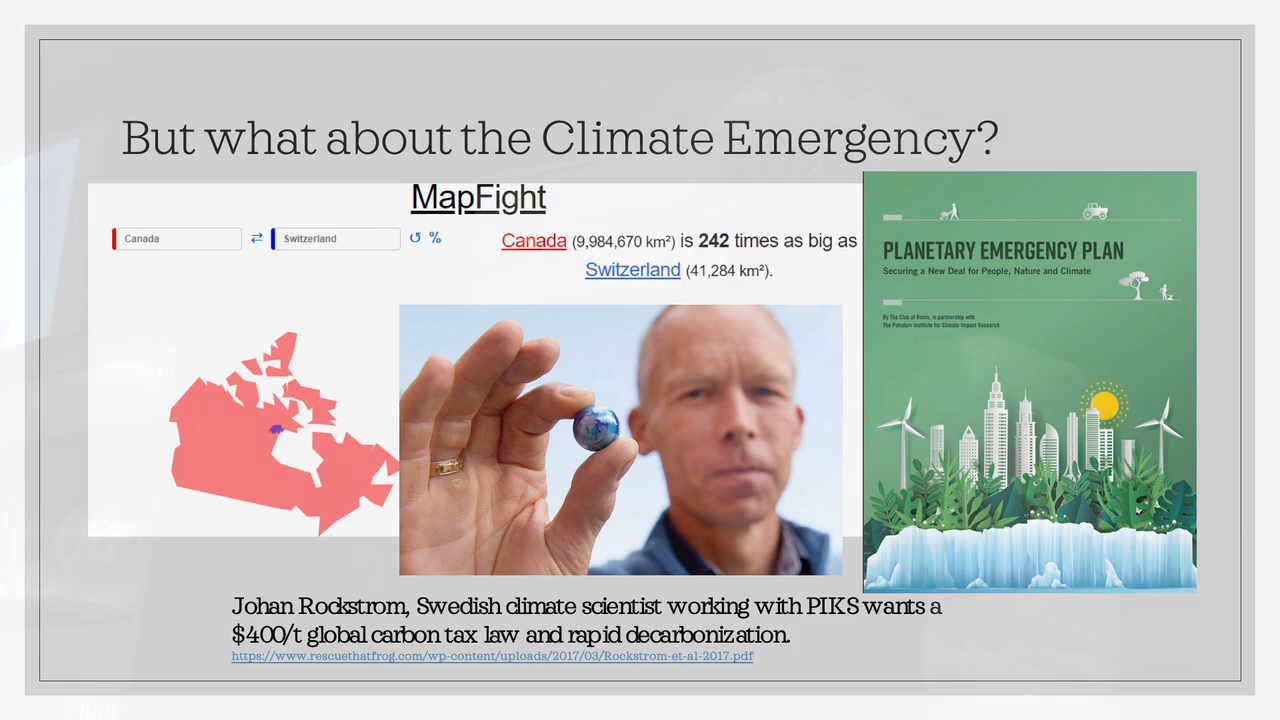 But what about the Climate Emergency?
MapFight
Canada ⇄ Switzerland ↺ %
Canada (9,984,670 km²) is 242 times as big as
Switzerland (41,284 km²).
PLANETARY EMERGENCY PLAN
Securing a New Deal for People, Nature and Climate
By The Club of Rome, in partnership with
The Potsdam Institute for Climate Impact Research
Johan Rockstrom, Swedish climate scientist working with PIKS wants a
$400/t global carbon tax law and rapid decarbonization.
https://www.rescuethatfrog.com/wp-content/uploads/2017/03/Rockstrom-et-al-2017.pdf